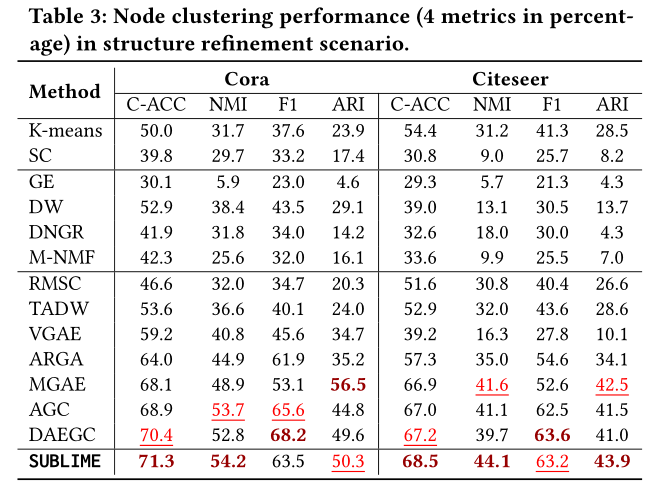 Table 3: Node clustering performance (4 metrics in percent-
age) in structure refinement scenario.
Method Cora Citeseer
C-ACC NMI F1 ARI C-ACC NMI F1 ARI
K-means 50.0 31.7 37.6 23.9 54.4 31.2 41.3 28.5
SC 39.8 29.7 33.2 17.4 30.8 9.0 25.7 8.2
GE 30.1 5.9 23.0 4.6 29.3 5.7 21.3 4.3
DW 52.9 38.4 43.5 29.1 39.0 13.1 30.5 13.7
DNGR 41.9 31.8 34.0 14.2 32.6 18.0 30.0 4.3
M-NMF 42.3 25.6 32.0 16.1 33.6 9.9 25.5 7.0
RMSC 46.6 32.0 34.7 20.3 51.6 30.8 40.4 26.6
TADW 53.6 36.6 40.1 24.0 52.9 32.0 43.6 28.6
VGAE 59.2 40.8 45.6 34.7 39.2 16.3 27.8 10.1
ARGA 64.0 44.9 61.9 35.2 57.3 35.0 54.6 34.1
MGAE 68.1 48.9 53.1 56.5 66.9 41.6 52.6 42.5
AGC 68.9 53.7 65.6 44.8 67.0 41.1 62.5 41.5
DAEGC 70.4 52.8 68.2 49.6 67.2 39.7 63.6 41.0
SUBLIME 71.3 54.2 63.5 50.3 68.5 44.1 63.2 43.9